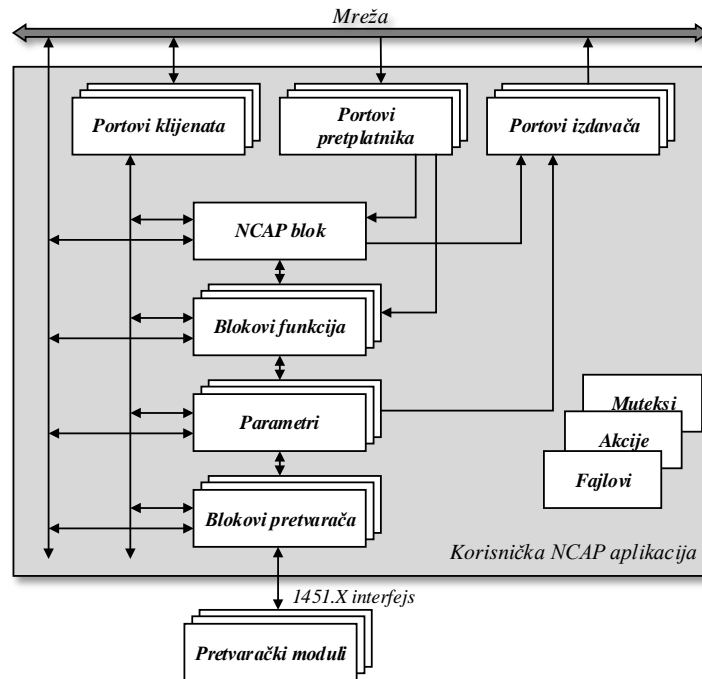 Mreža
Portovi klijenata
Portovi
pretplatnika
Portovi izdavača
NCAP blok
Blokovi funkcija
Parametri
Blokovi pretvarača
Muteksi
Akcije
Fajlovi
Korisnička NCAP aplikacija
1451.X interfejs
Pretvarački moduli